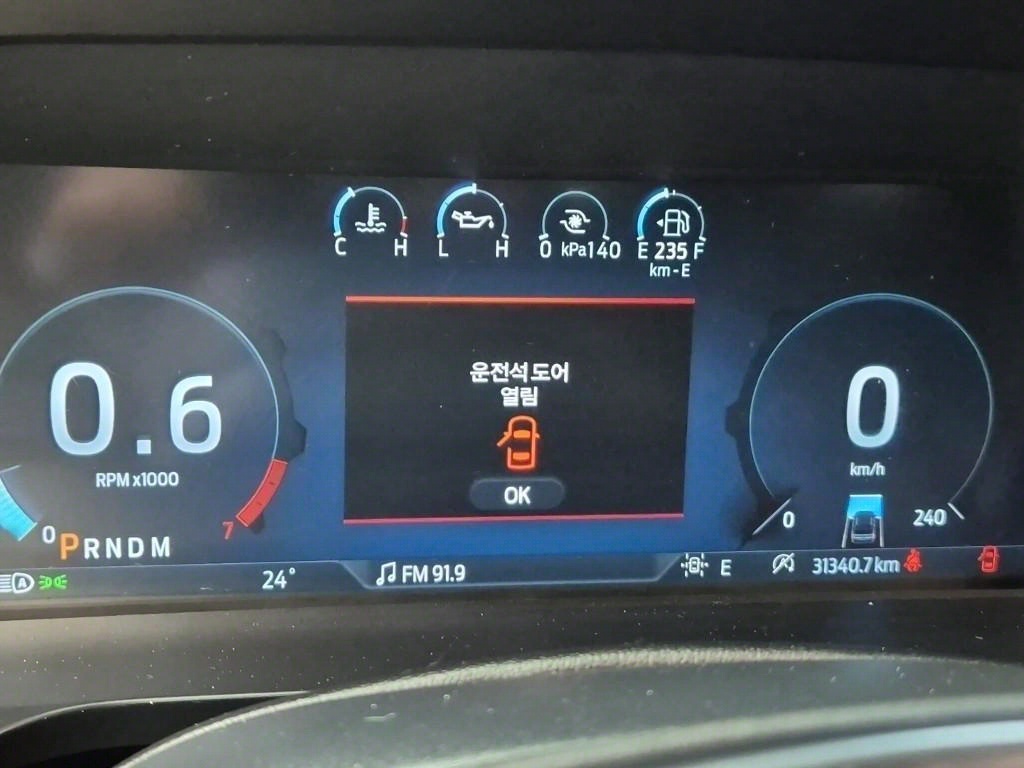 C H
L H
0 kPa 140
E 235 F
km-E
운전석 도어
열림
OK
0.6
RPM x1000
0
7
PRNDM
0
km/h
0
240
A
24°
FM 91.9
E
A
31340.7 km